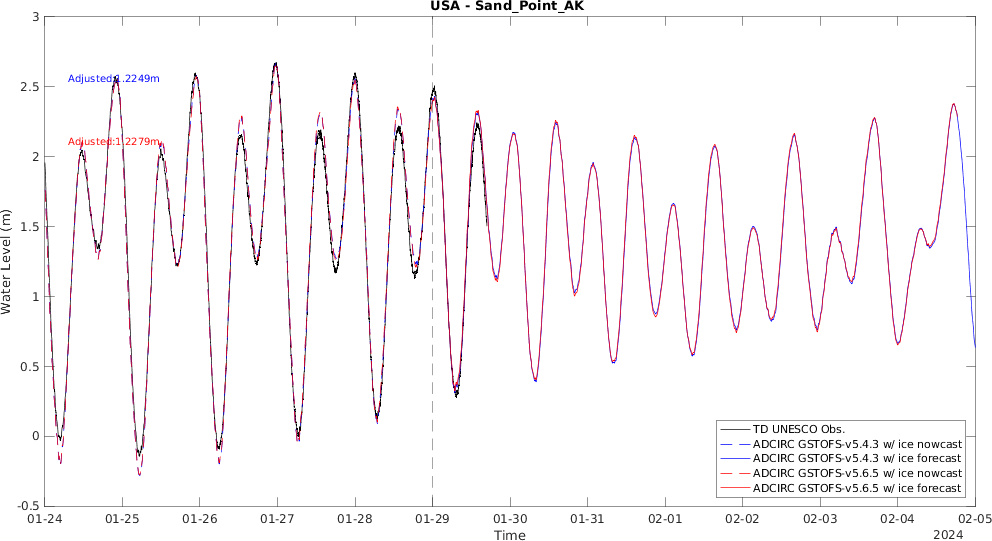 USA - Sand_Point_AK
3
2.5
2
1.5
1
0.5
0
-0.5
Water Level (m)
Adjusted:1.2249m
Adjusted:1.2279m
TD UNESCO Obs.
ADCIRC GSTOFS-v5.4.3 w/ ice nowcast
ADCIRC GSTOFS-v5.4.3 w/ ice forecast
ADCIRC GSTOFS-v5.6.5 w/ ice nowcast
ADCIRC GSTOFS-v5.6.5 w/ ice forecast
01-24 01-25 01-26 01-27 01-28 01-29 01-30 01-31 02-01 02-02 02-03 02-04 02-05
Time
2024